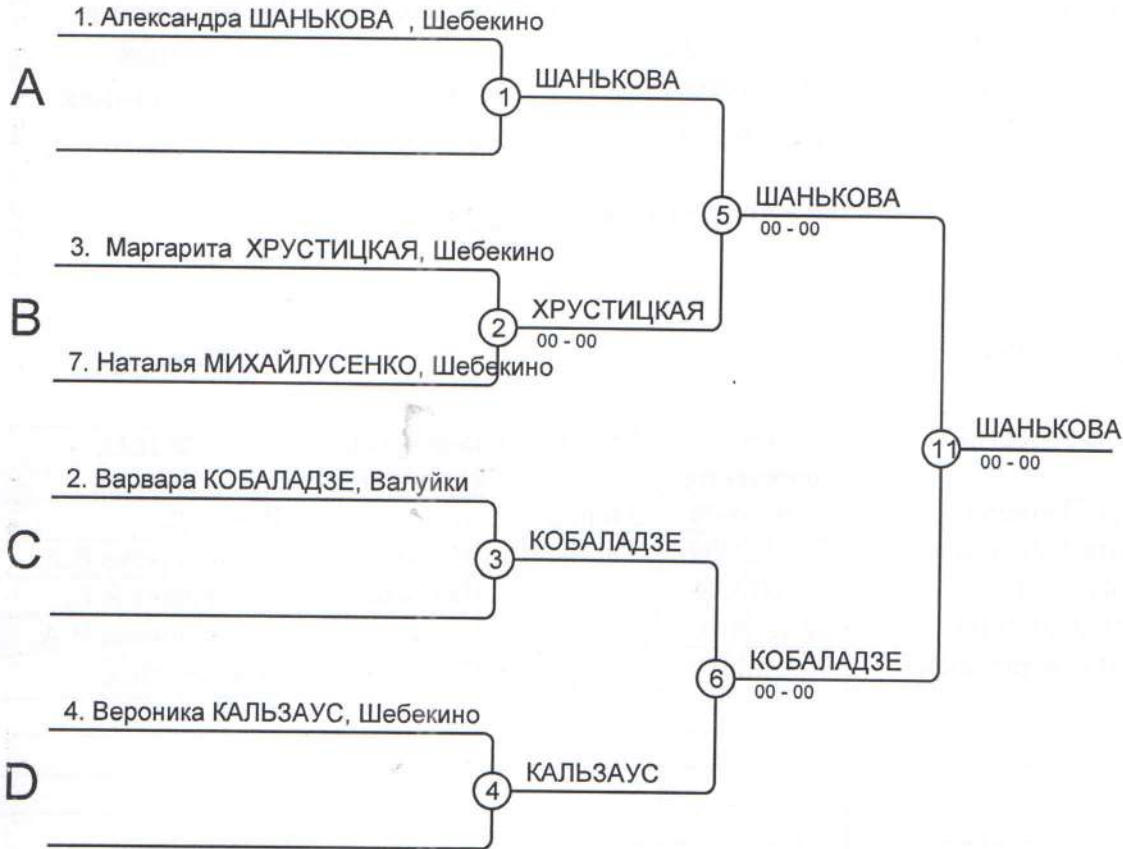 1. Александра ШАНЬКОВА , Шебекино
A
1
ШАНЬКОВА
5
ШАНЬКОВА
00 - 00
3. Маргарита ХРУСТИЦКАЯ, Шебекино
B
2
ХРУСТИЦКАЯ
00 - 00
7. Наталья МИХАЙЛУСЕНКО, Шебекино
11
ШАНЬКОВА
00 - 00
2. Варвара КОБАЛАДЗЕ, Валуйки
C
3
КОБАЛАДЗЕ
6
КОБАЛАДЗЕ
00 - 00
4. Вероника КАЛЬЗАУС, Шебекино
D
4
КАЛЬЗАУС